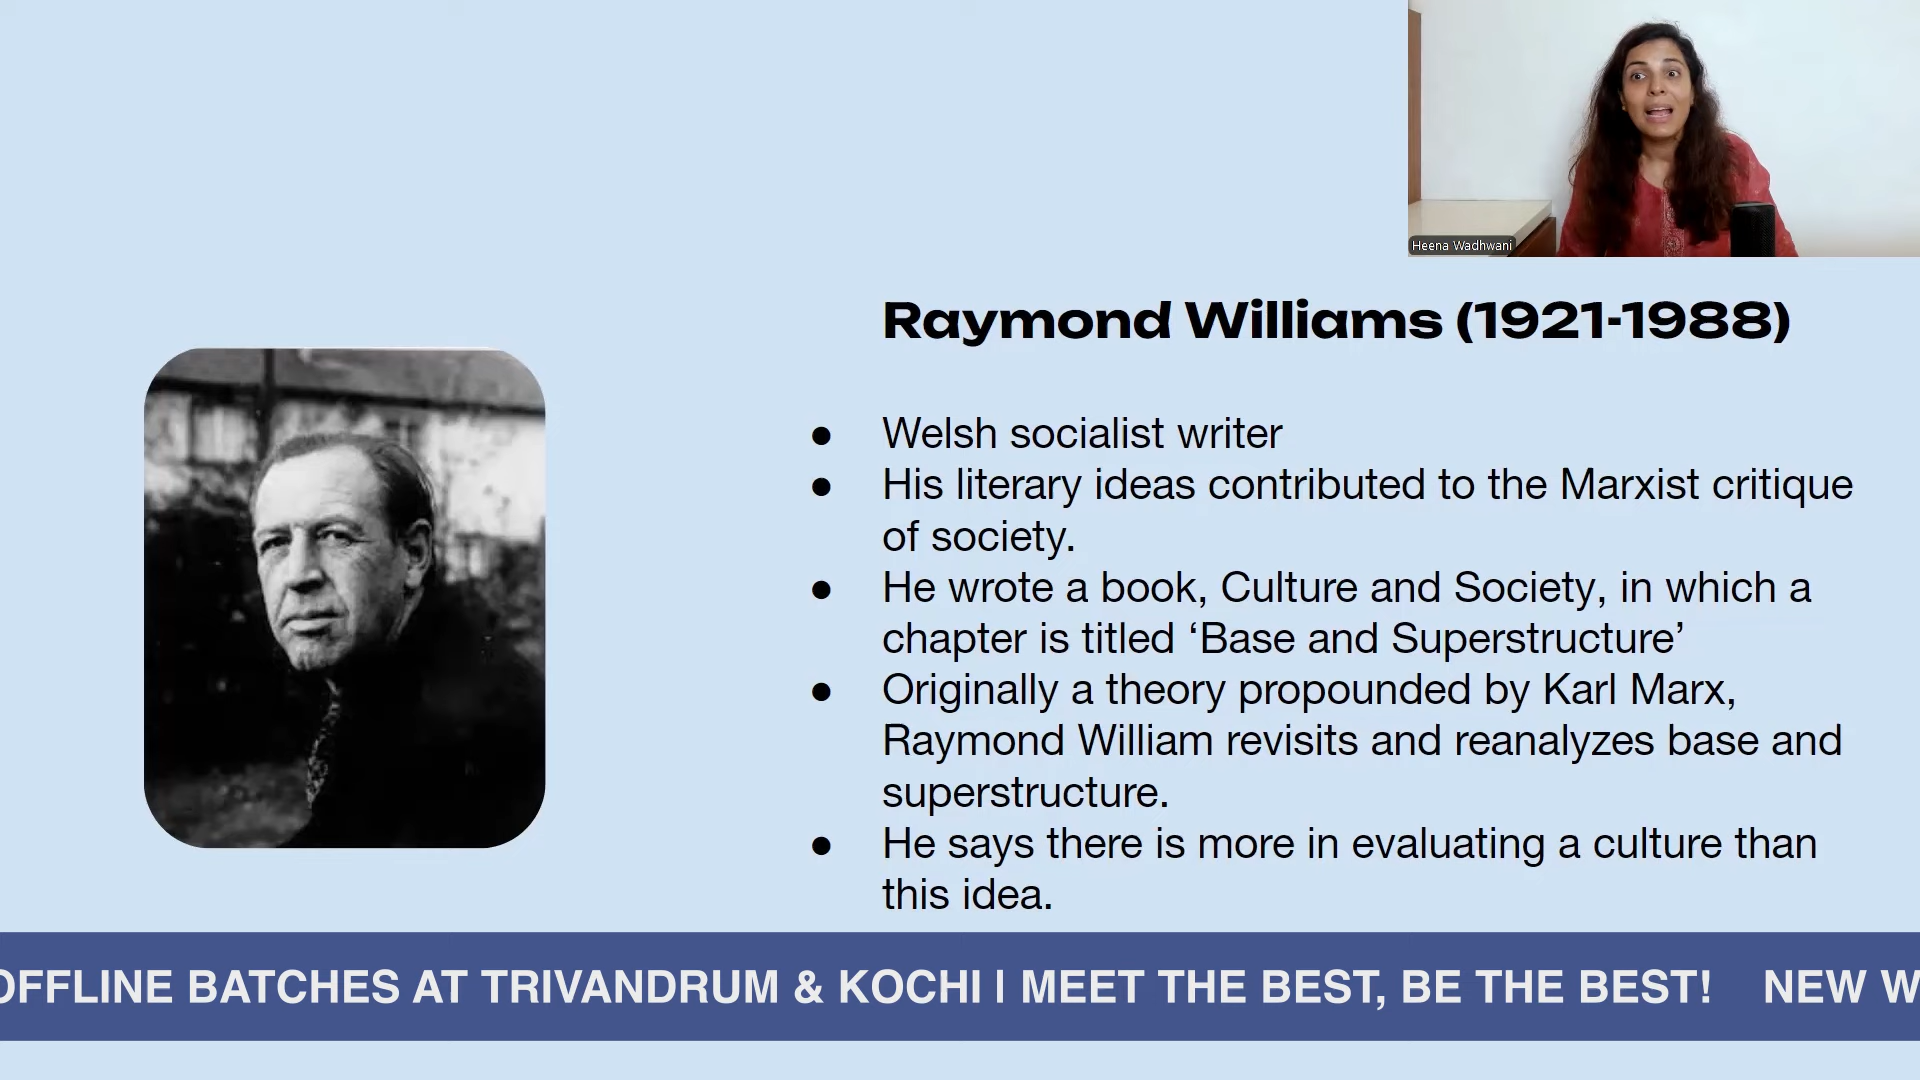 Heena Wadhwani
Raymond Williams (1921-1988)
● Welsh socialist writer
● His literary ideas contributed to the Marxist critique
of society.
● He wrote a book, Culture and Society, in which a
chapter is titled ‘Base and Superstructure’
● Originally a theory propounded by Karl Marx,
Raymond William revisits and reanalyzes base and
superstructure.
● He says there is more in evaluating a culture than
this idea.
OFFLINE BATCHES AT TRIVANDRUM & KOCHI | MEET THE BEST, BE THE BEST! NEW W